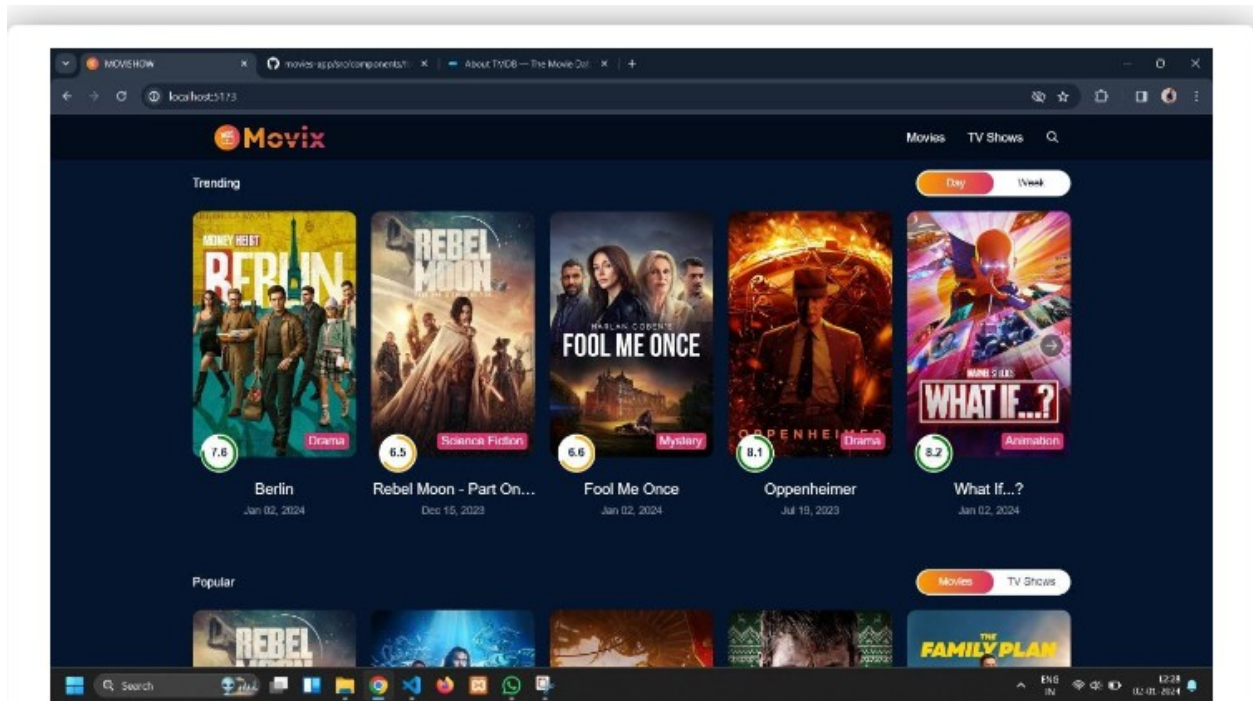 MOVISHOW
movies-app/src/components/
About TMDB — The Movie Dat
localhost:5173
Movix
Movies TV Shows
Trending
Day Week
MONEY HEIST
BERLIN
REBEL
MOON
HARLAN COBEN'S
FOOL ME ONCE
OPPENHEIMER
MARVEL STUDIOS
WHAT IF...?
Drama
Science Fiction
Mystery
Drama
Animation
7.6
6.5
6.6
8.1
8.2
Berlin
Rebel Moon - Part On...
Fool Me Once
Oppenheimer
What If...?
Jan 02, 2024
Dec 15, 2023
Jan 02, 2024
Jul 19, 2023
Jan 02, 2024
Popular
Movies TV Shows
REBEL
THE
FAMILY PLAN
Search
ENG
IN
12:28
02-01-2024